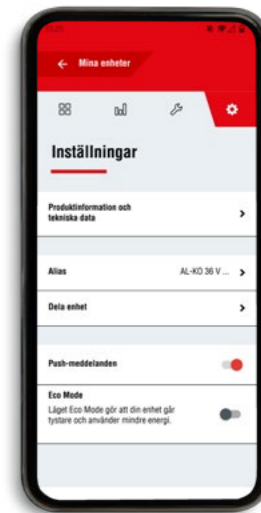 Mina enheter
Inställningar
Produktinformation och
tekniska data
Alias AL-KO 36 V ...
Dela enhet
Push-meddelanden
Eco Mode
Läget Eco Mode gör att din enhet går
tystare och använder mindre energi.